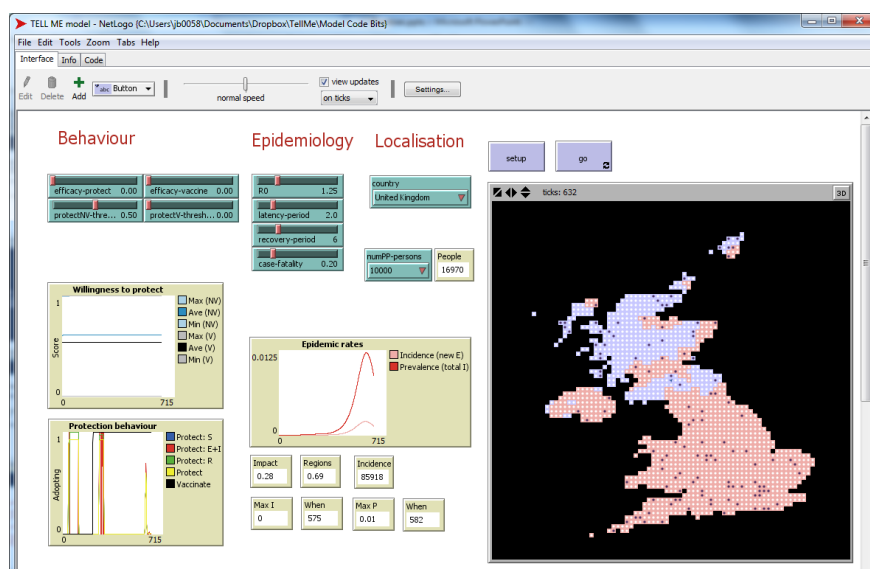 TELL ME model - NetLogo {C:\Users\jb0058\Documents\Dropbox\TellMe\Model Code Bits}
File Edit Tools Zoom Tabs Help
Interface Info Code
Edit Delete Add
abc Button
normal speed
view updates
on ticks
Settings...
Behaviour Epidemiology Localisation
setup go
efficacy-protect 0.00 efficacy-vaccine 0.00
protectNV-thre... 0.50 protectV-thresh... 0.00
R0 1.25
latency-period 2.0
recovery-period 6
case-fatality 0.20
country
United Kingdom
numPP-persons
10000
People
16970
ticks: 632 3D
Willingness to protect
1
Score
0
0 715
Max (NV)
Ave (NV)
Min (NV)
Max (V)
Ave (V)
Min (V)
Epidemic rates
0.0125
0
0 715
Incidence (new E)
Prevalence (total I)
Protection behaviour
1
Adopting
0
0 715
Protect: S
Protect: E+I
Protect: R
Protect
Vaccinate
Impact Regions Incidence
0.28 0.69 85918
Max I When Max P When
0 575 0.01 582